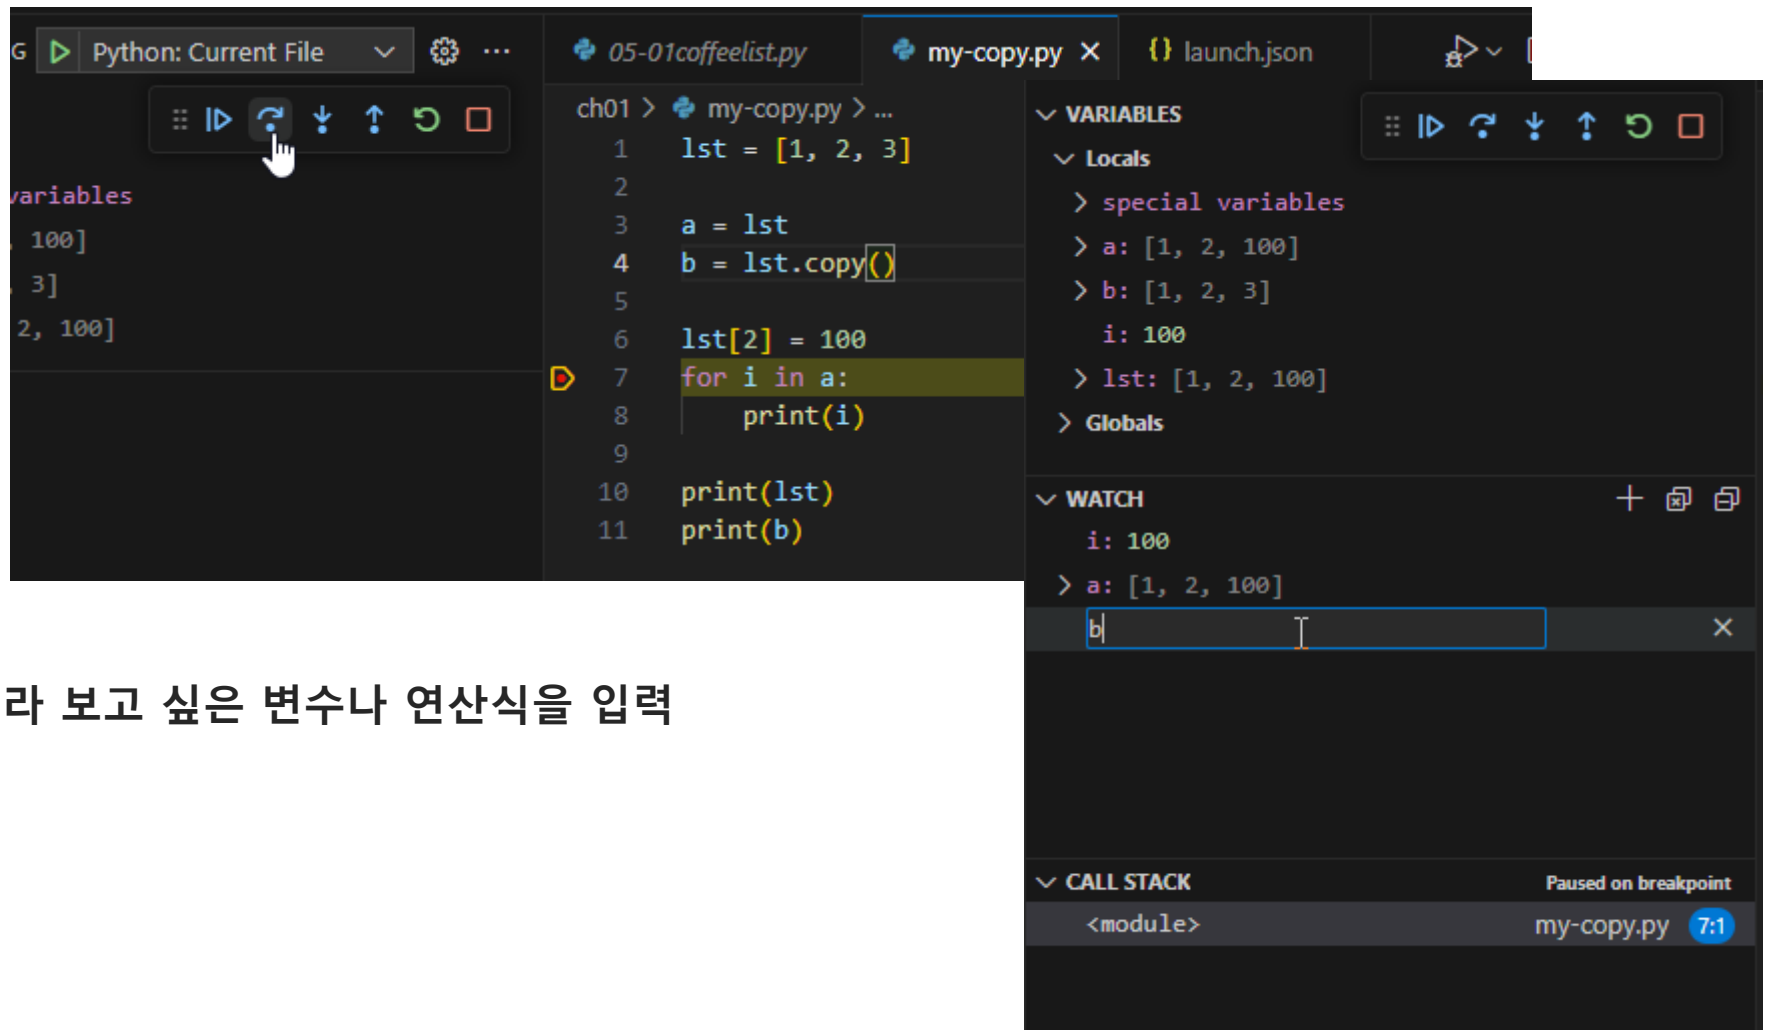 G Python: Current File ...
variables
, 100]
, 3]
2, 100]
05-01coffeelist.py my-copy.py × {} launch.json
ch01 > my-copy.py > ...
1 lst = [1, 2, 3]
2
3 a = lst
4 b = lst.copy()
5
6 lst[2] = 100
7 for i in a:
8 print(i)
9
10 print(lst)
11 print(b)
VARIABLES
Locals
special variables
a: [1, 2, 100]
b: [1, 2, 3]
i: 100
lst: [1, 2, 100]
Globals
WATCH
i: 100
a: [1, 2, 100]
b
CALL STACK Paused on breakpoint
<module> my-copy.py 7:1
라 보고 싶은 변수나 연산식을 입력